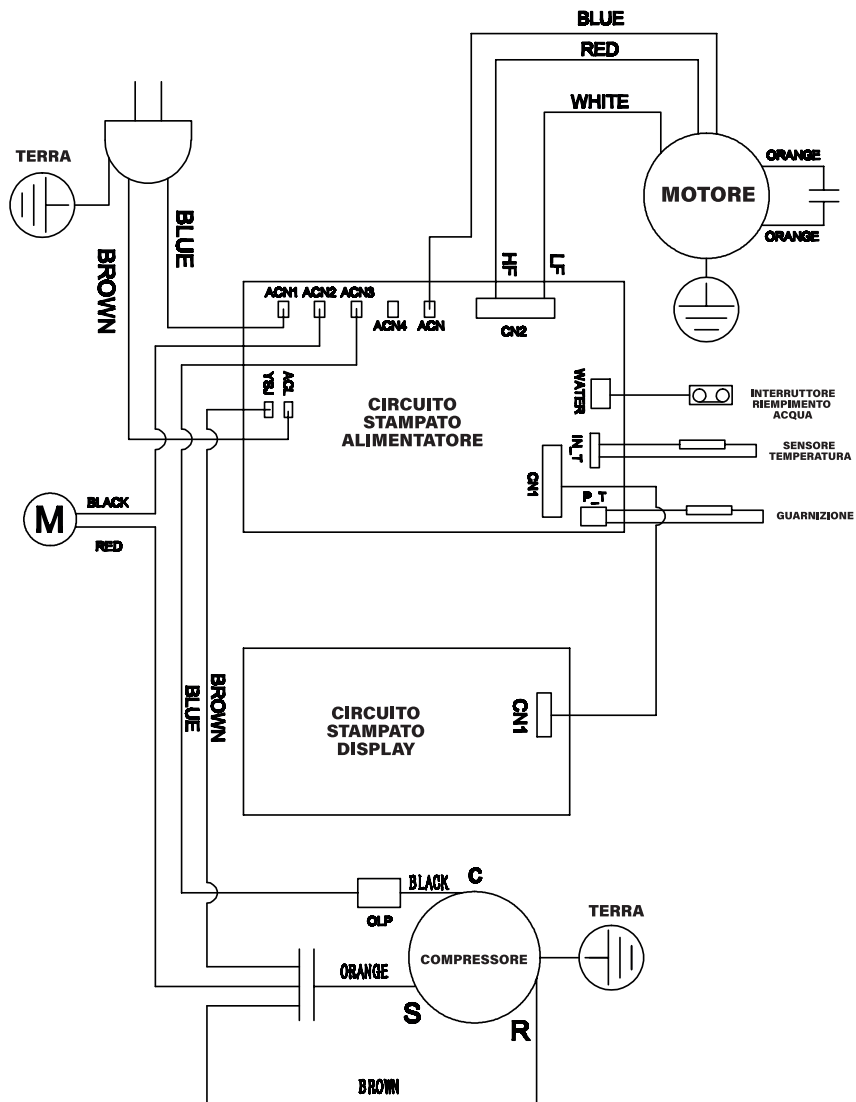 BLUE
RED
WHITE
TERRA
ORANGE
MOTORE
ORANGE
BLUE
BROWN
HF
LF
ACN1
ACN2
ACN3
ACN4
ACN
CN2
YSJ
ACL
CIRCUITO
STAMPATO
ALIMENTATORE
WATER
INTERRUTTORE
RIEMPIMENTO
ACQUA
IN_T
SENSORE
TEMPERATURA
CN1
P_T
GUARNIZIONE
BLACK
M
RED
BLUE
BROWN
CIRCUITO
STAMPATO
DISPLAY
CN1
BLACK
C
OLP
TERRA
COMPRESSORE
ORANGE
S
R
BROWN